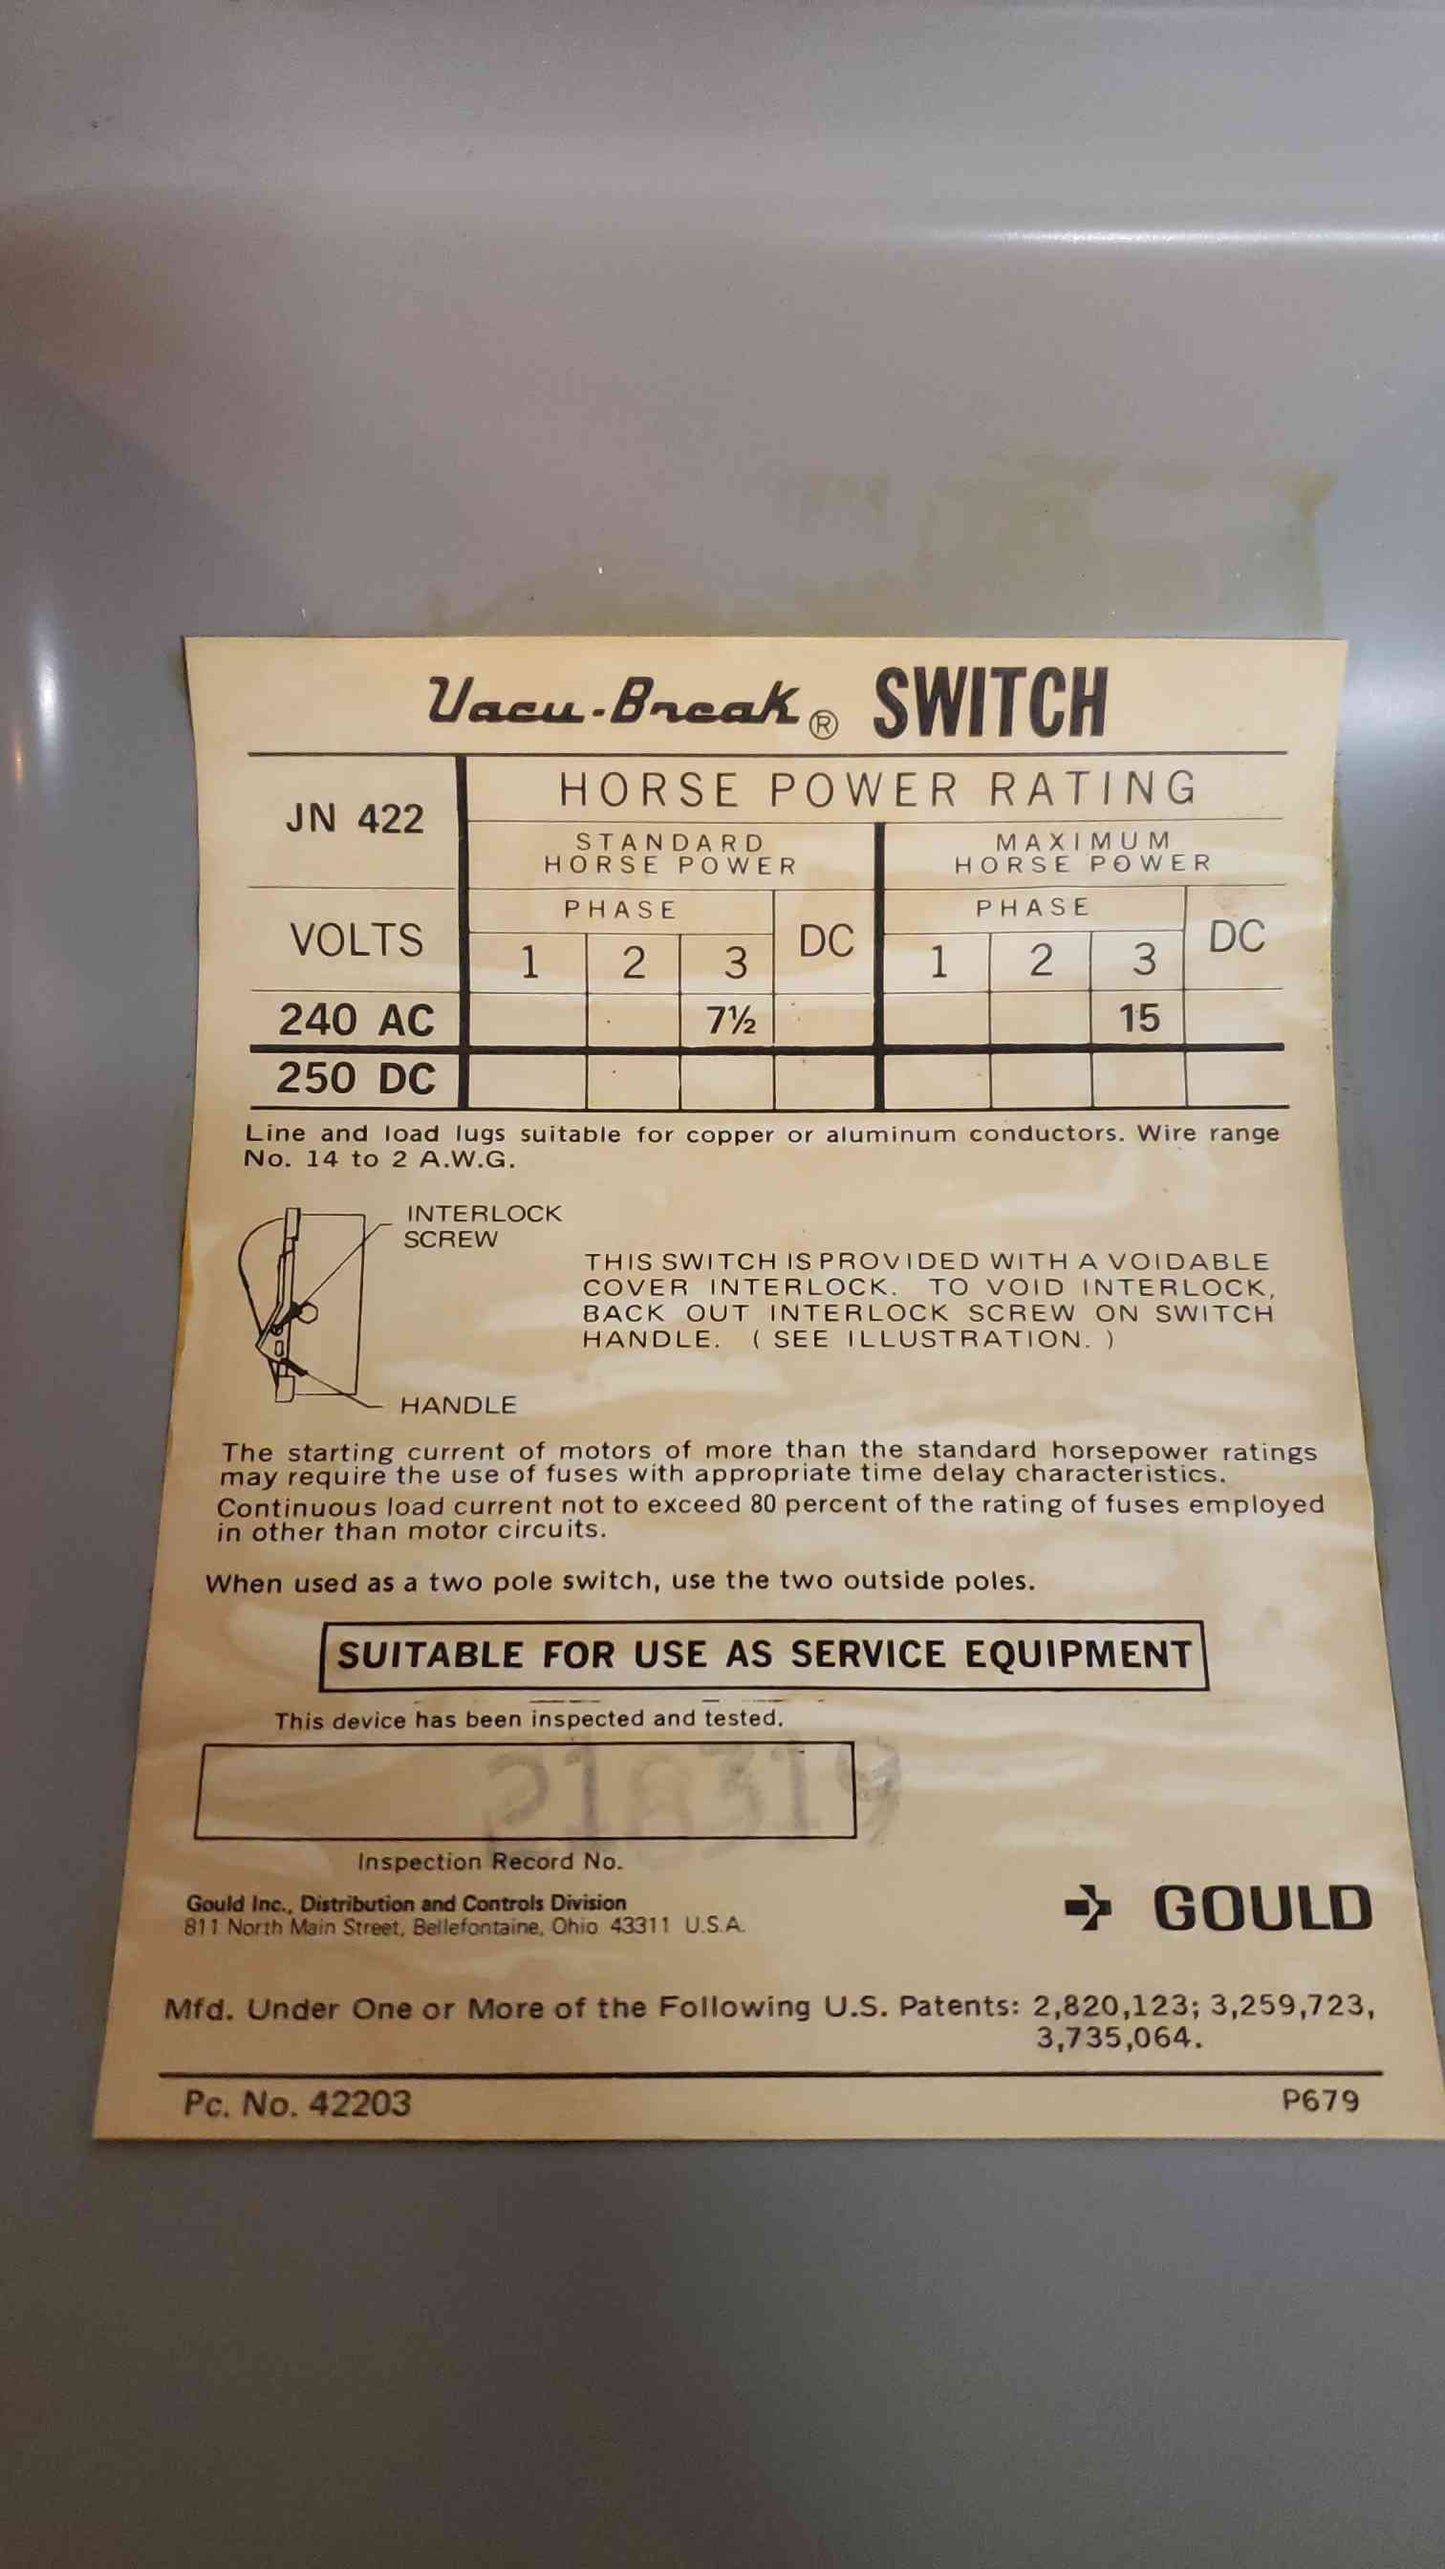 Vacu-Break® SWITCH
JN 422
HORSE POWER RATING
STANDARD
HORSE POWER
MAXIMUM
HORSE POWER
VOLTS
PHASE
DC
PHASE
DC
1 2 3
1 2 3
240 AC 7½ 15
250 DC
Line and load lugs suitable for copper or aluminum conductors. Wire range
No. 14 to 2 A.W.G.
INTERLOCK
SCREW
THIS SWITCH IS PROVIDED WITH A VOIDABLE
COVER INTERLOCK. TO VOID INTERLOCK,
BACK OUT INTERLOCK SCREW ON SWITCH
HANDLE. ( SEE ILLUSTRATION. )
HANDLE
The starting current of motors of more than the standard horsepower ratings
may require the use of fuses with appropriate time delay characteristics.
Continuous load current not to exceed 80 percent of the rating of fuses employed
in other than motor circuits.
When used as a two pole switch, use the two outside poles.
SUITABLE FOR USE AS SERVICE EQUIPMENT
This device has been inspected and tested.
Inspection Record No.
Gould Inc., Distribution and Controls Division
811 North Main Street, Bellefontaine, Ohio 43311 U.S.A.
GOULD
Mfd. Under One or More of the Following U.S. Patents: 2,820,123; 3,259,723,
3,735,064.
Pc. No. 42203
P679